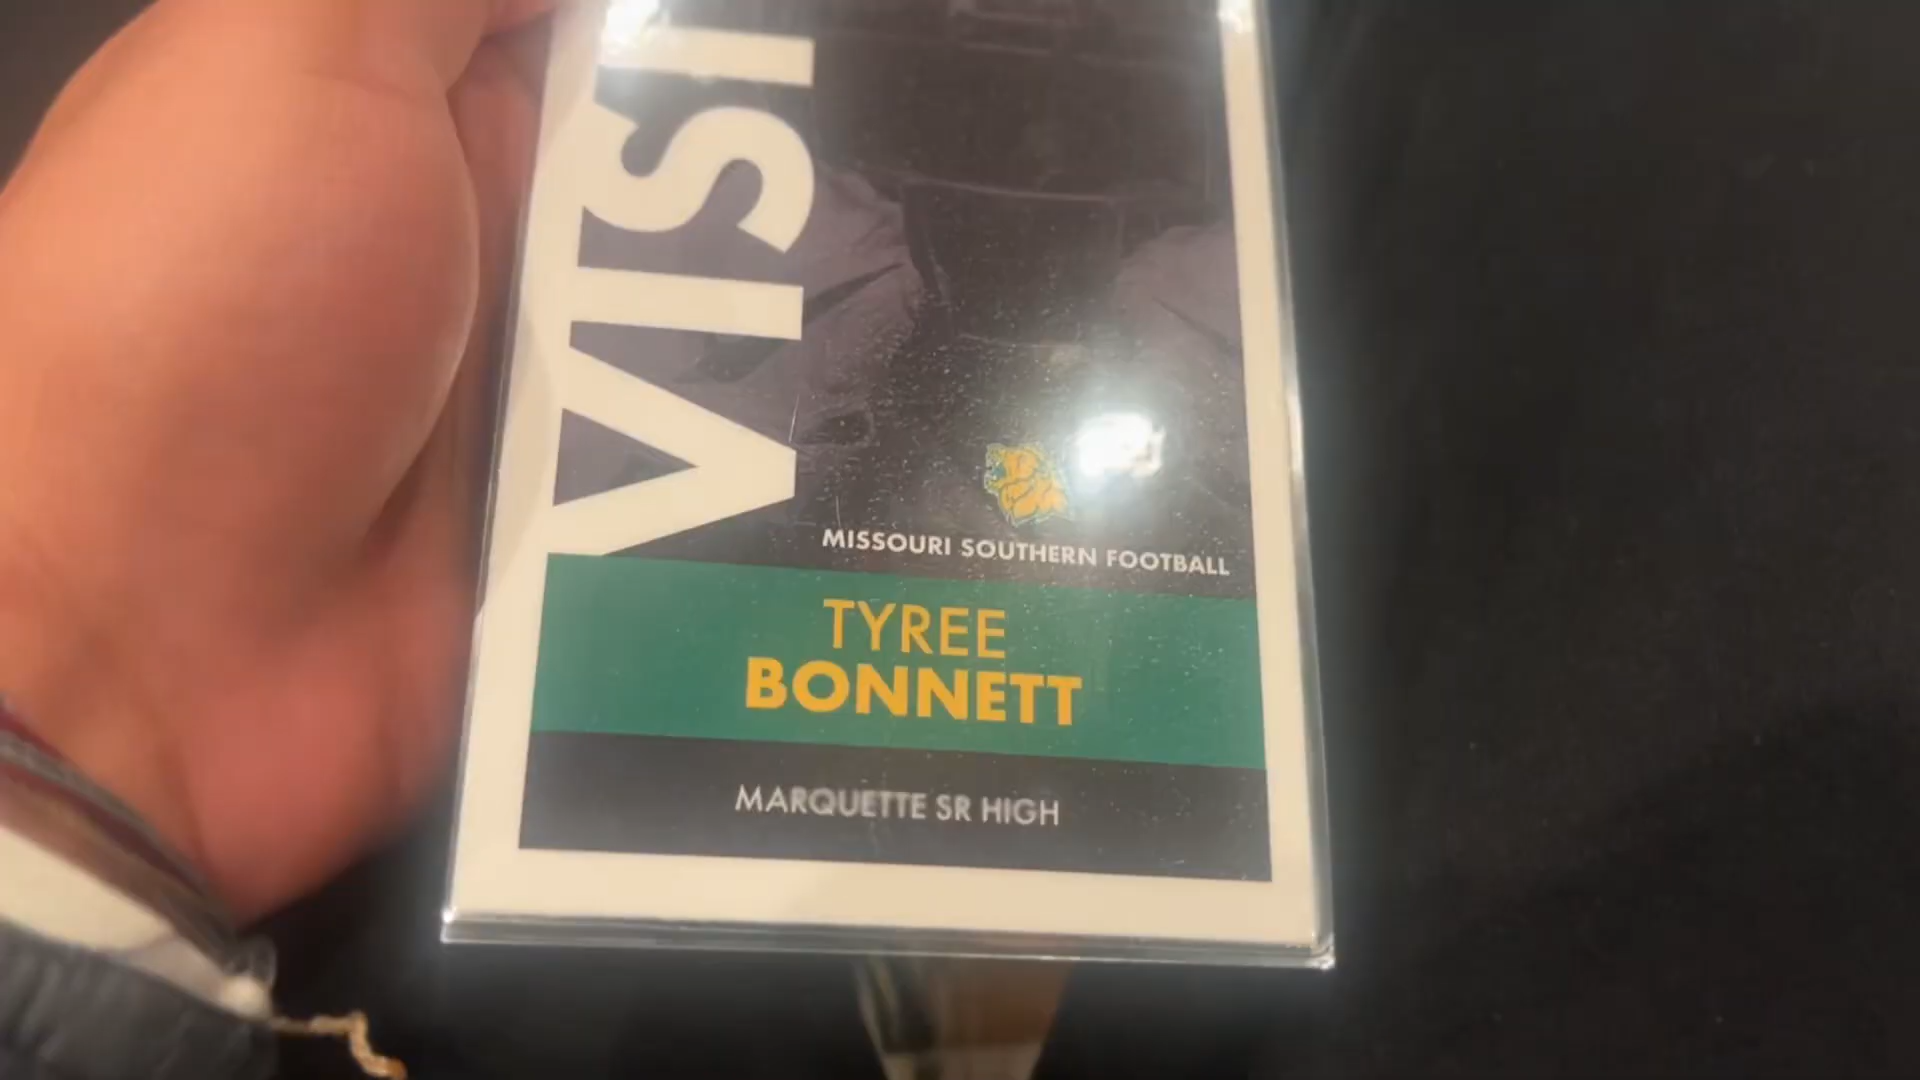 VISI
MISSOURI SOUTHERN FOOTBALL
TYREE
BONNETT
MARQUETTE SR HIGH